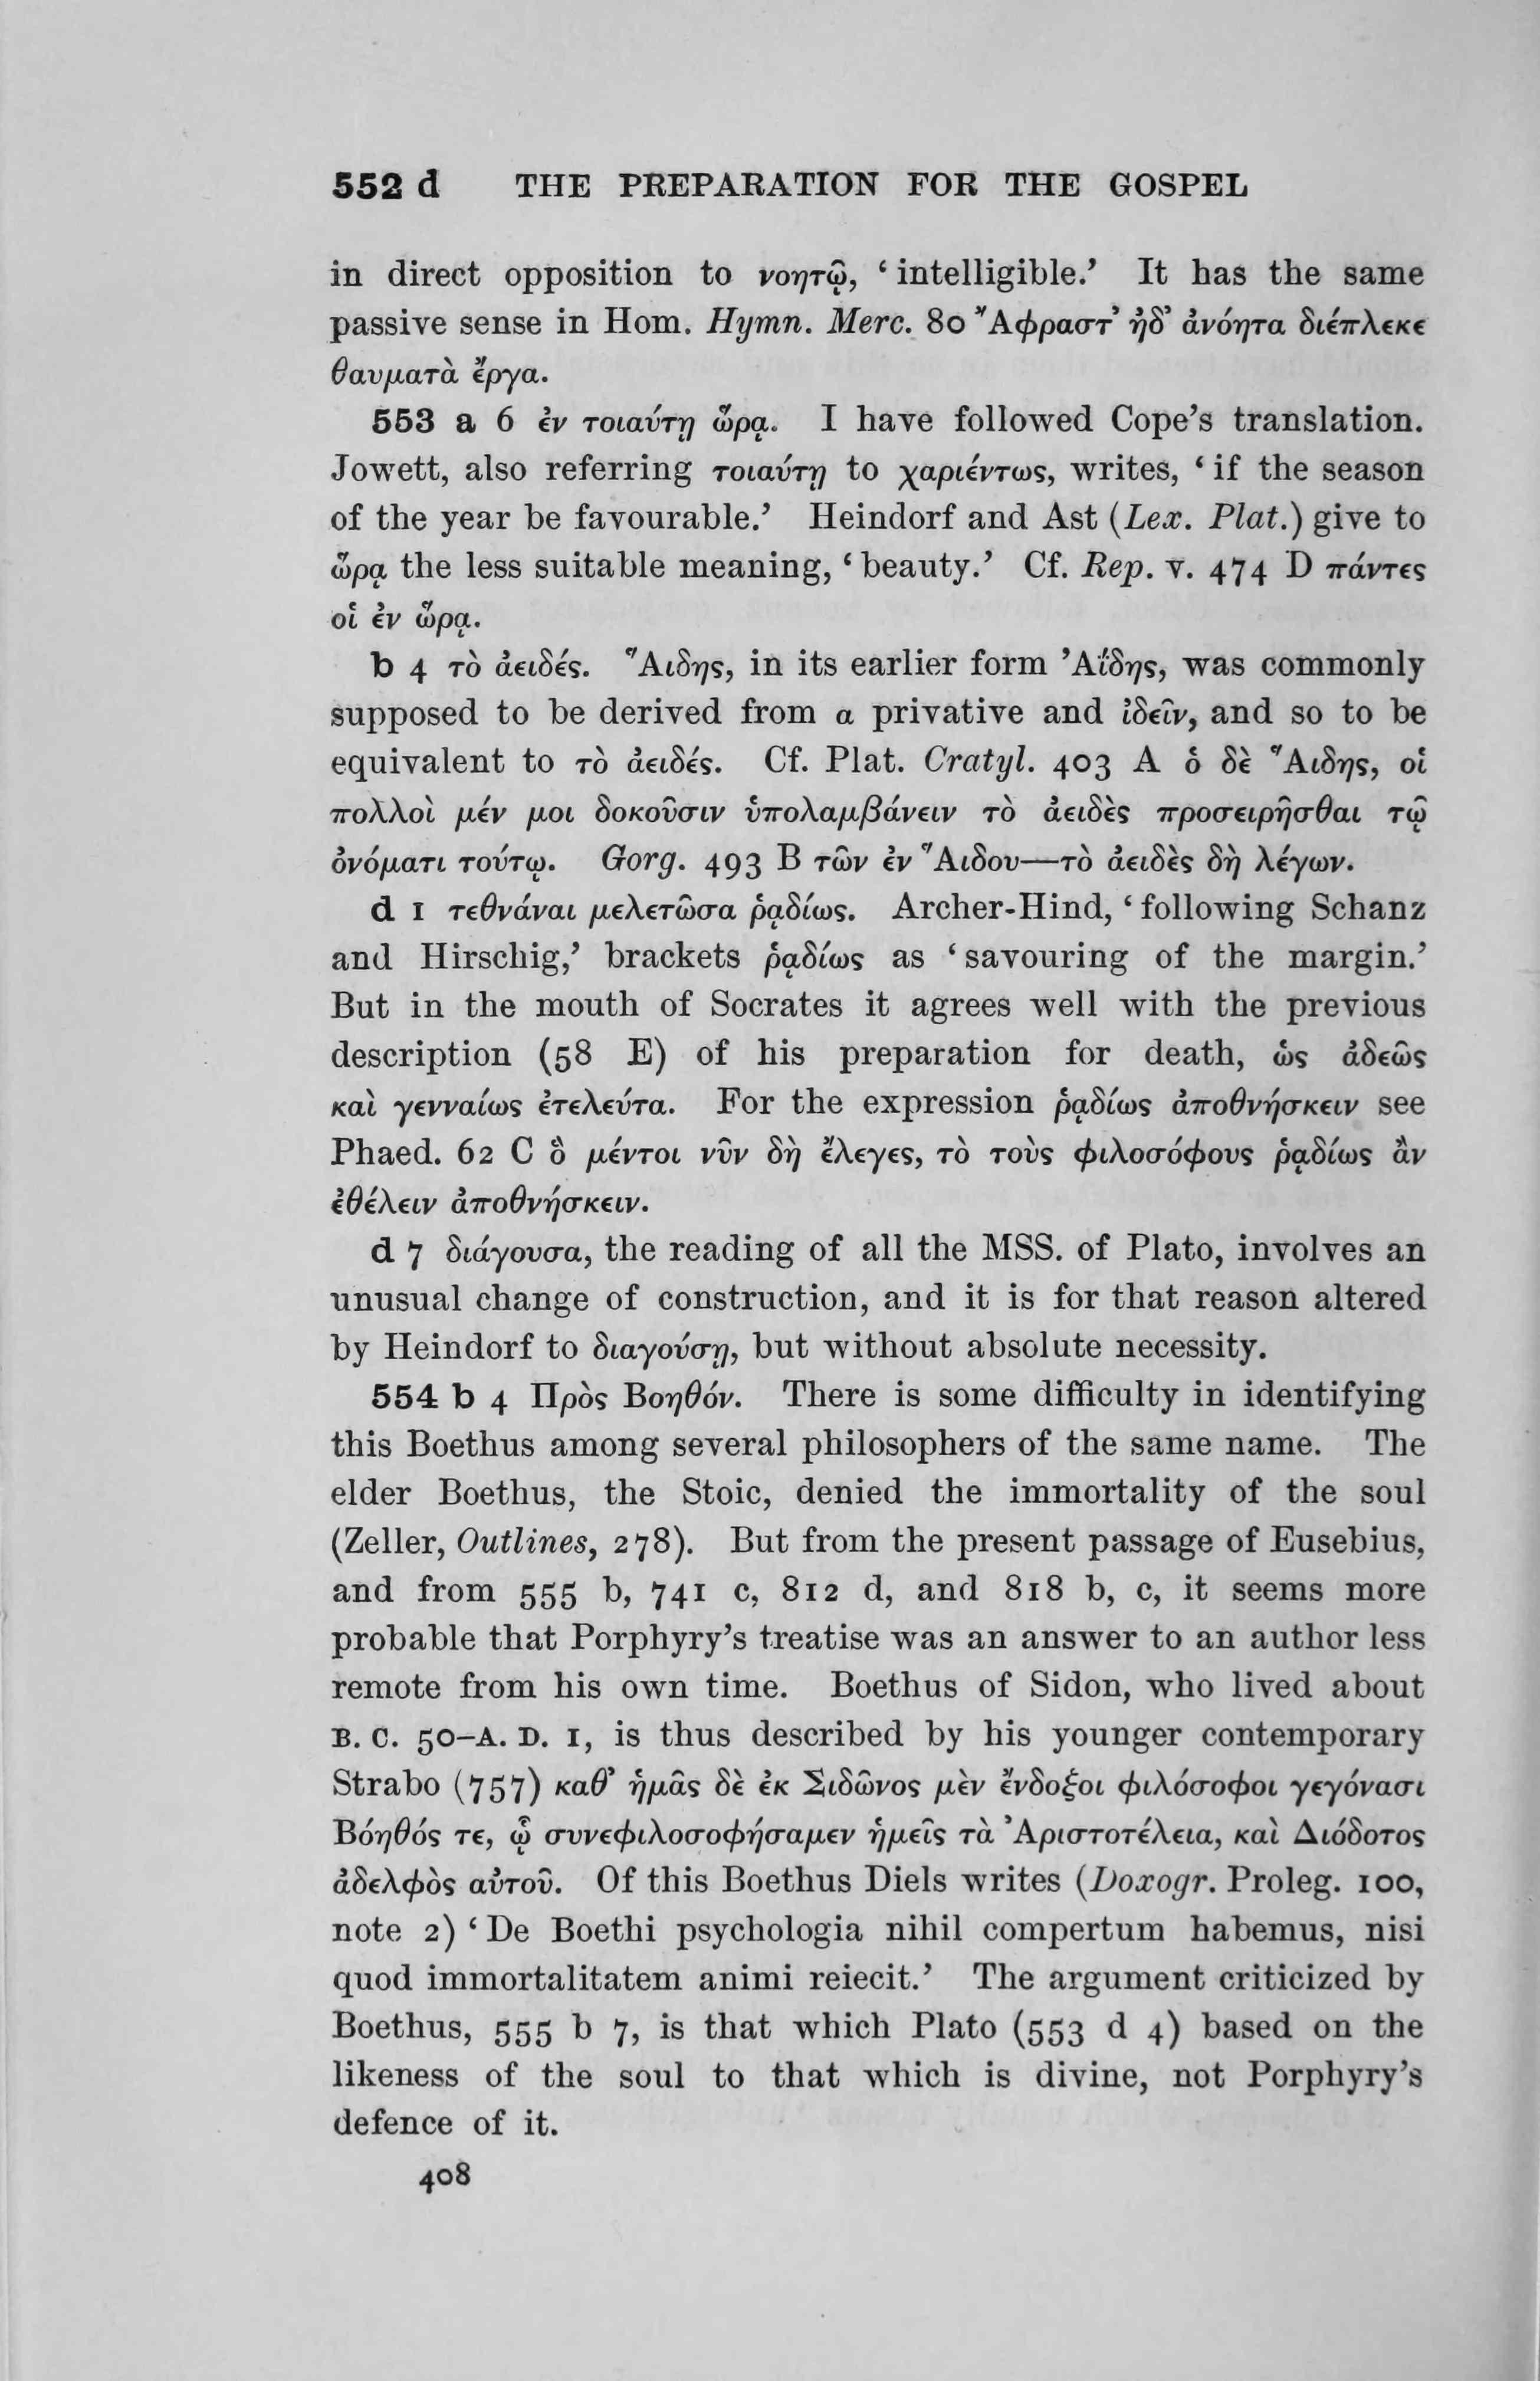 552 d THE PREPARATION FOR THE GOSPEL
in direct opposition to νοητῷ, ‘ intelligible.’ It has the same
passive sense in Hom. Hymn. Merc. 80 Ἄφραστ’ ἠδ’ ἀνόητα διέπλεκε
θαυματὰ ἔργα.
553 a 6 ἐν τοιαύτῃ ὥρᾳ. I have followed Cope’s translation.
Jowett, also referring τοιαύτῃ to χαριέντως, writes, ‘ if the season
of the year be favourable.’ Heindorf and Ast (Lex. Plat.) give to
ὥρᾳ the less suitable meaning, ‘ beauty.’ Cf. Rep. v. 474 D πάντες
οἱ ἐν ὥρᾳ.
b 4 τὸ ἀειδές. Ἅιδης, in its earlier form Ἀΐδης, was commonly
supposed to be derived from α privative and ἰδεῖν, and so to be
equivalent to τὸ ἀειδές. Cf. Plat. Cratyl. 403 A ὁ δὲ Ἅιδης, οἱ
πολλοὶ μέν μοι δοκοῦσιν ὑπολαμβάνειν τὸ ἀειδὲς προσειρῆσθαι τῷ
ὀνόματι τούτῳ. Gorg. 493 B τῶν ἐν Ἅιδου—τὸ ἀειδὲς δὴ λέγων.
d 1 τεθνάναι μελετῶσα ῥᾳδίως. Archer-Hind, ‘ following Schanz
and Hirschig,’ brackets ῥᾳδίως as ‘ savouring of the margin.’
But in the mouth of Socrates it agrees well with the previous
description (58 E) of his preparation for death, ὡς ἀδεῶς
καὶ γενναίως ἐτελεύτα. For the expression ῥᾳδίως ἀποθνήσκειν see
Phaed. 62 C ὃ μέντοι νῦν δὴ ἔλεγες, τὸ τοὺς φιλοσόφους ῥᾳδίως ἂν
ἐθέλειν ἀποθνήσκειν.
d 7 διάγουσα, the reading of all the MSS. of Plato, involves an
unusual change of construction, and it is for that reason altered
by Heindorf to διαγούσῃ, but without absolute necessity.
554 b 4 Πρὸς Βοηθόν. There is some difficulty in identifying
this Boethus among several philosophers of the same name. The
elder Boethus, the Stoic, denied the immortality of the soul
(Zeller, Outlines, 278). But from the present passage of Eusebius,
and from 555 b, 741 c, 812 d, and 818 b, c, it seems more
probable that Porphyry’s treatise was an answer to an author less
remote from his own time. Boethus of Sidon, who lived about
B. C. 50–A. D. 1, is thus described by his younger contemporary
Strabo (757) καθ’ ἡμᾶς δὲ ἐκ Σιδῶνος μὲν ἔνδοξοι φιλόσοφοι γεγόνασι
Βόηθός τε, ᾧ συνεφιλοσοφήσαμεν ἡμεῖς τὰ Ἀριστοτέλεια, καὶ Διόδοτος
ἀδελφὸς αὐτοῦ. Of this Boethus Diels writes (Doxogr. Proleg. 100,
note 2) ‘ De Boethi psychologia nihil compertum habemus, nisi
quod immortalitatem animi reiecit.’ The argument criticized by
Boethus, 555 b 7, is that which Plato (553 d 4) based on the
likeness of the soul to that which is divine, not Porphyry’s
defence of it.
408